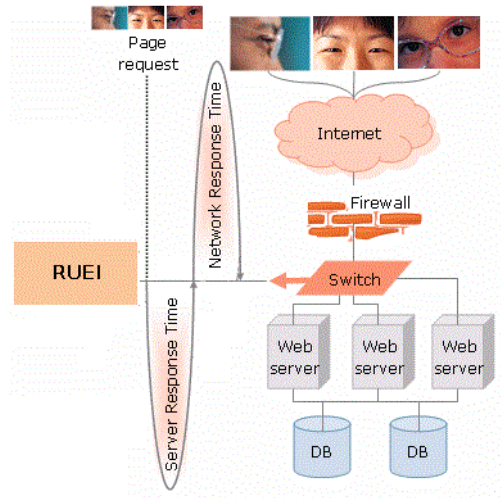 Page
request
Network Response Time
Server Response Time
RUEI
Internet
Firewall
Switch
Web
server
Web
server
Web
server
DB
DB